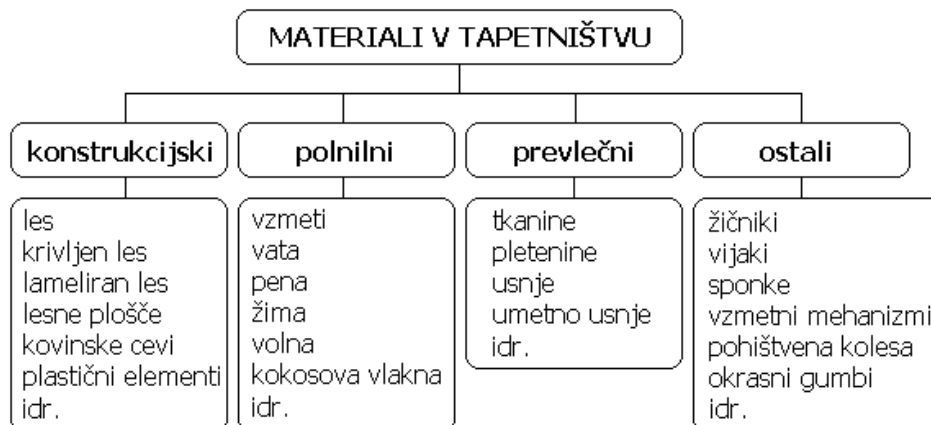 MATERIALI V TAPETNIŠTVU
konstrukcijski
les
krivljen les
lameliran les
lesne plošče
kovinske cevi
plastični elementi
idr.
polnilni
vzmeti
vata
pena
žima
volna
kokosova vlakna
idr.
prevlečni
tkanine
pletenine
usnje
umetno usnje
idr.
ostali
žičniki
vijaki
sponke
vzmetni mehanizmi
pohištvena kolesa
okrasni gumbi
idr.